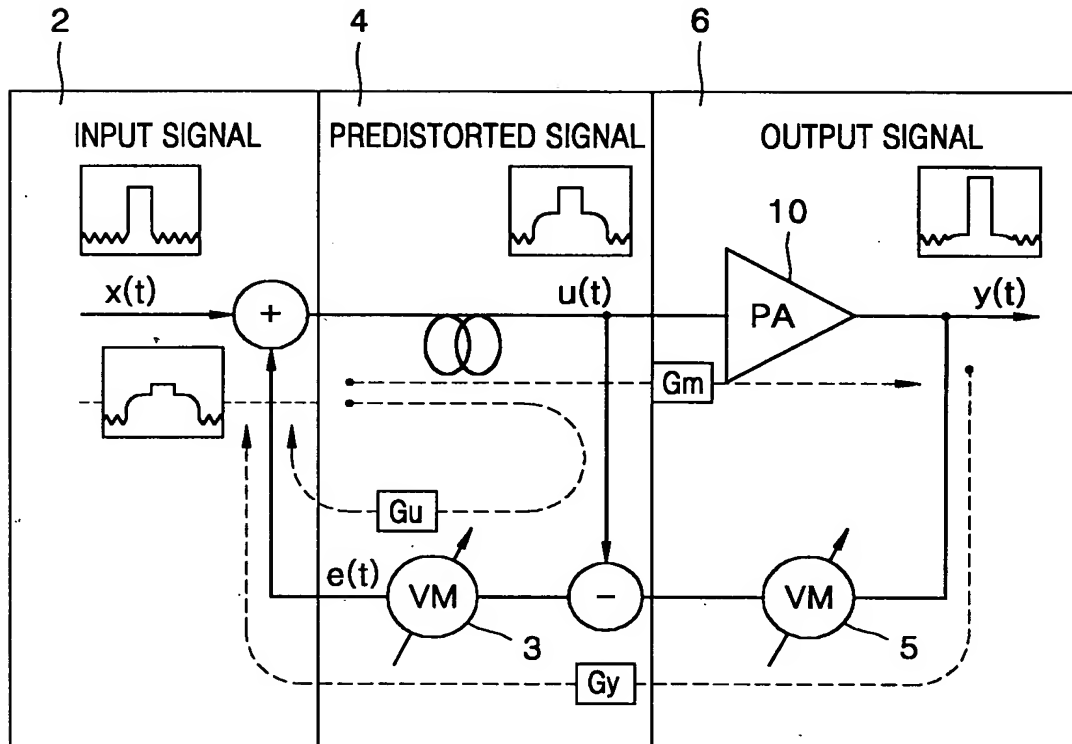 2 4 6
INPUT SIGNAL PREDISTORTED SIGNAL OUTPUT SIGNAL
10
x(t) + u(t) PA y(t)
Gm
Gu
e(t) VM − VM
3 5
Gy